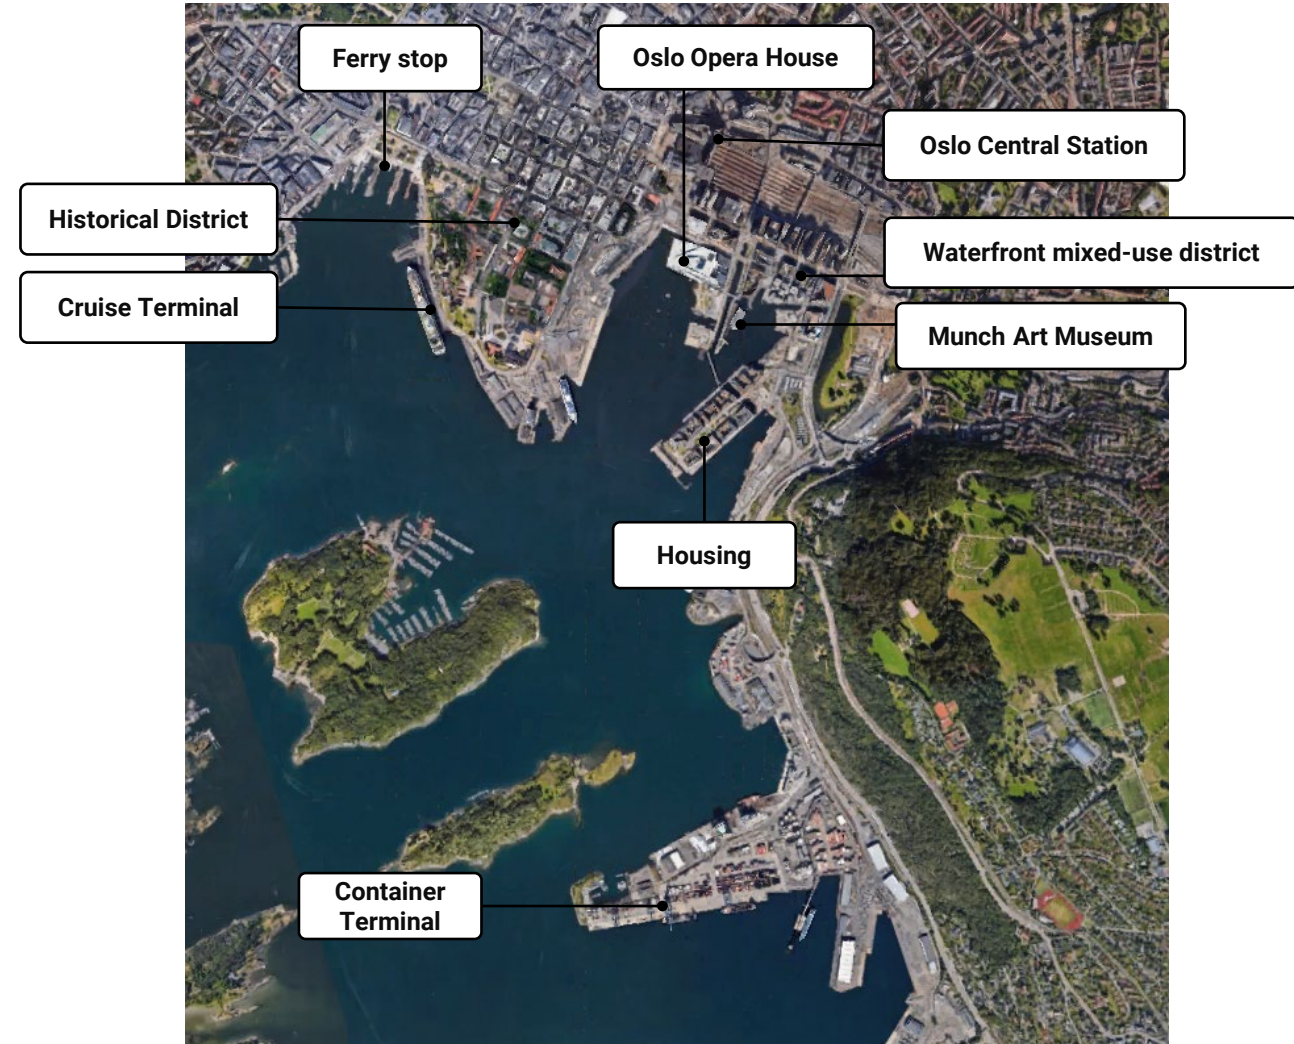 Ferry stop
Oslo Opera House
Oslo Central Station
Historical District
Waterfront mixed-use district
Cruise Terminal
Munch Art Museum
Housing
Container
Terminal